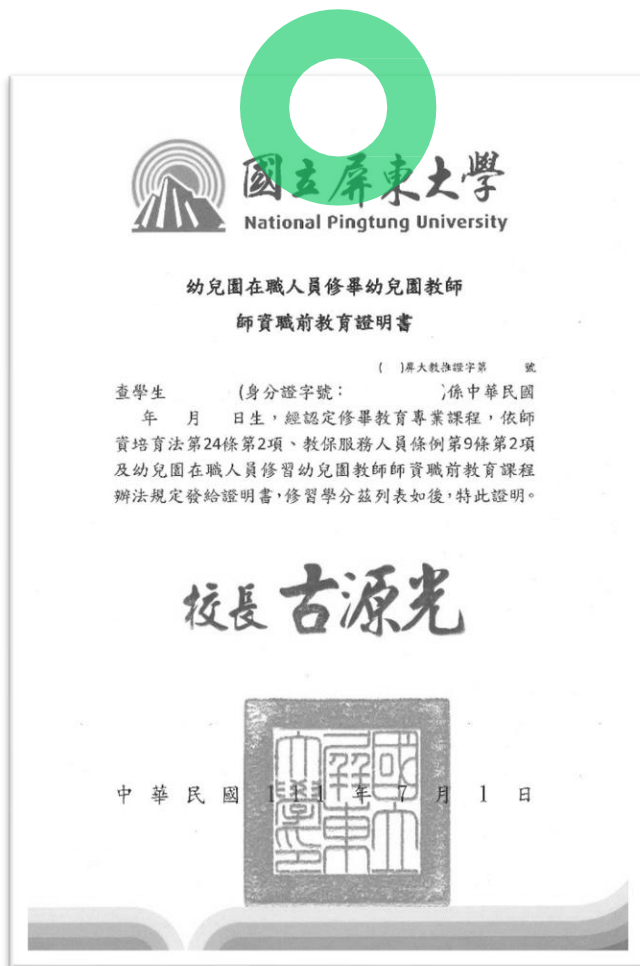 國立屏東大學
National Pingtung University
幼兒園在職人員修畢幼兒園教師
師資職前教育證明書
( )屏大教推證字第 號
查學生 (身分證字號: )係中華民國
年 月 日生,經認定修畢教育專業課程,依師
資培育法第24條第2項、教保服務人員條例第9條第2項
及幼兒園在職人員修習幼兒園教師師資職前教育課程
辦法規定發給證明書,修習學分茲列表如後,特此證明。
校長 古源光
中華民國 111 年 7 月 1 日
國立屏東大學印